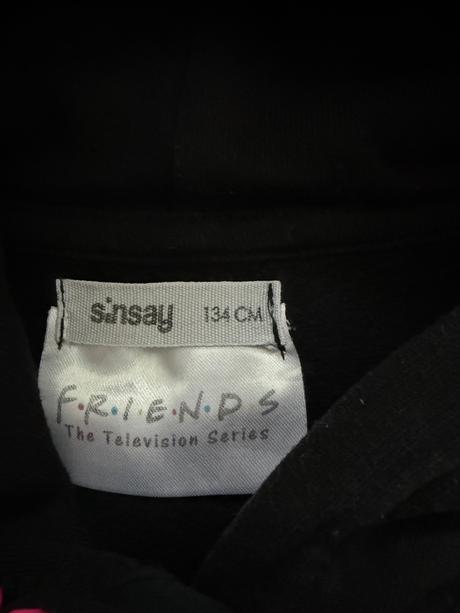 sinsay 134 CM
F·R·I·E·N·D·S
The Television Series